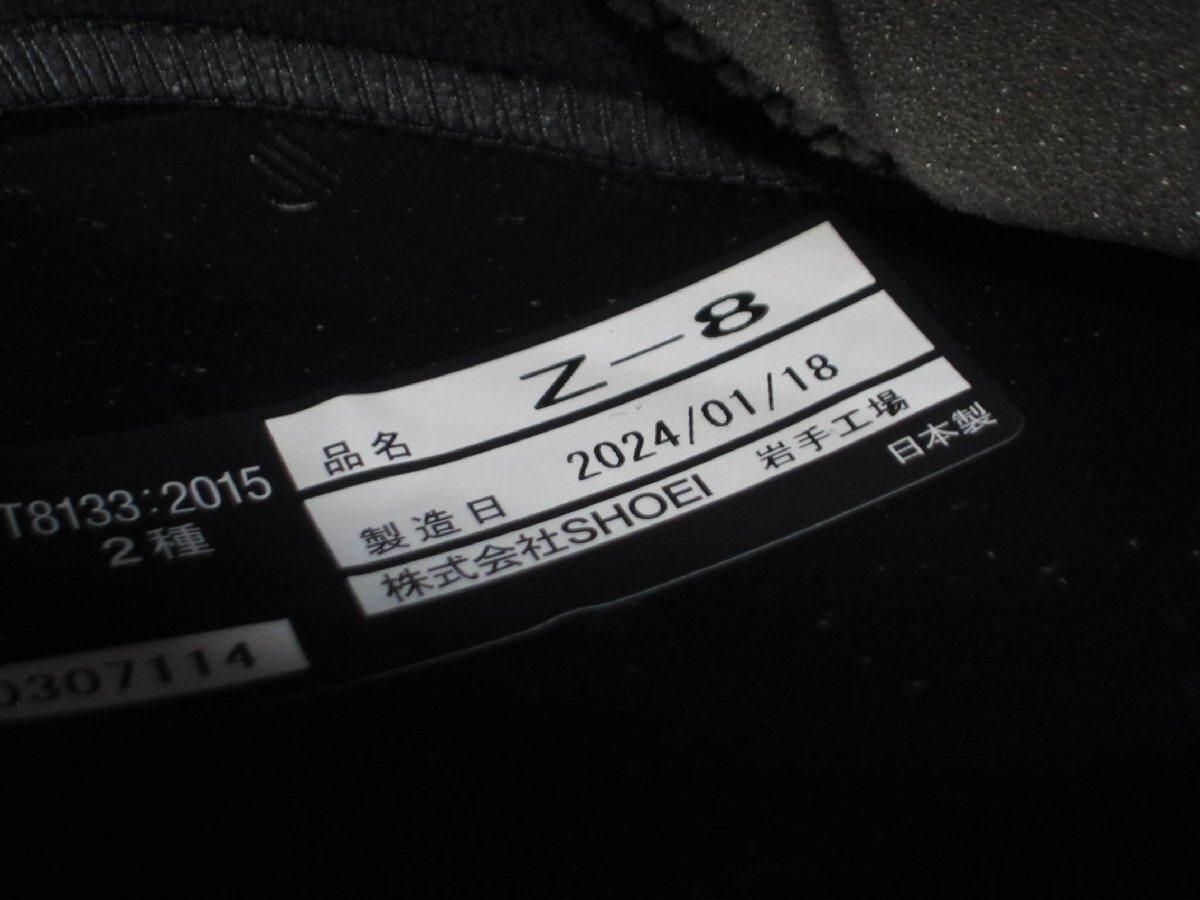 品名 Z-8
製造日 2024/01/18
株式会社SHOEI 岩手工場
日本製
T8133:2015
2種
0307114